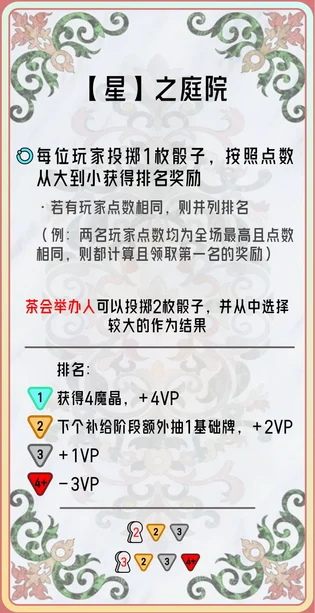 【星】之庭院
每位玩家投掷1枚骰子，按照点数
从大到小获得排名奖励
·若有玩家点数相同，则并列排名
（例：两名玩家点数均为全场最高且点数
相同，则都计算且领取第一名的奖励）
茶会举办人可以投掷2枚骰子，并从中选择
较大的作为结果
排名：
1 获得4魔晶，+4VP
2 下个补给阶段额外抽1基础牌，+2VP
3 +1VP
4+ -3VP
2 2 3
3 2 3 4+